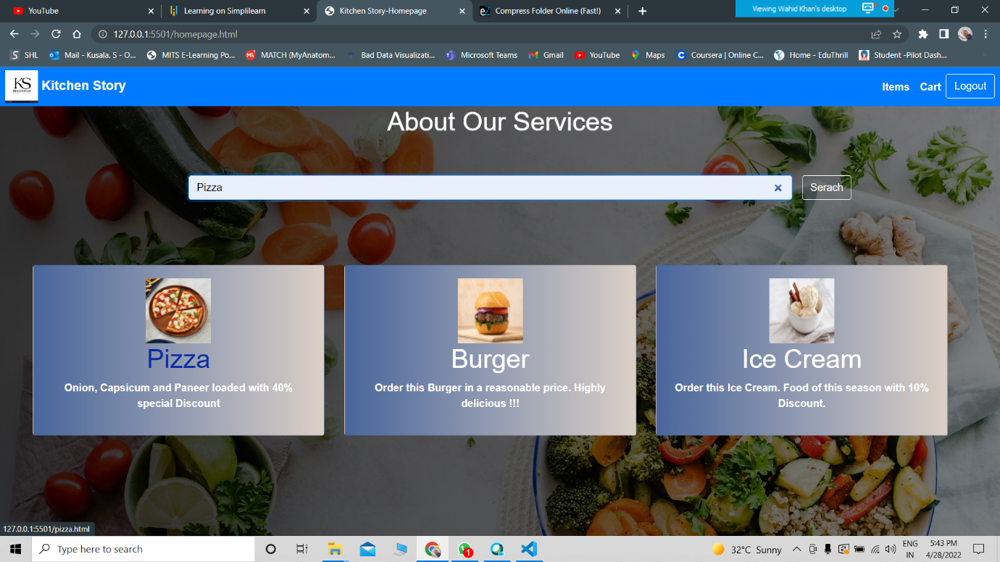 YouTube
Learning on Simplilearn
Kitchen Story-Homepage
eZ Compress Folder Online (Fast!)
Viewing Wahid Khan's desktop
127.0.0.1:5501/homepage.html
S SHL
Mail - Kusala. S - O...
MITS E-Learning Po...
MATCH (MyAnatom...
Bad Data Visualizati...
Microsoft Teams
Gmail
YouTube
Maps
C Coursera | Online C...
Home - EduThrill
Student -Pilot Dash...
KS
Kitchen Story
Items
Cart
Logout
About Our Services
Pizza
Serach
Pizza
Onion, Capsicum and Paneer loaded with 40%
special Discount
Burger
Order this Burger in a reasonable price. Highly
delicious !!!
Ice Cream
Order this Ice Cream. Food of this season with 10%
Discount.
127.0.0.1:5501/pizza.html
Type here to search
1
32°C Sunny
ENG
IN
5:43 PM
4/28/2022